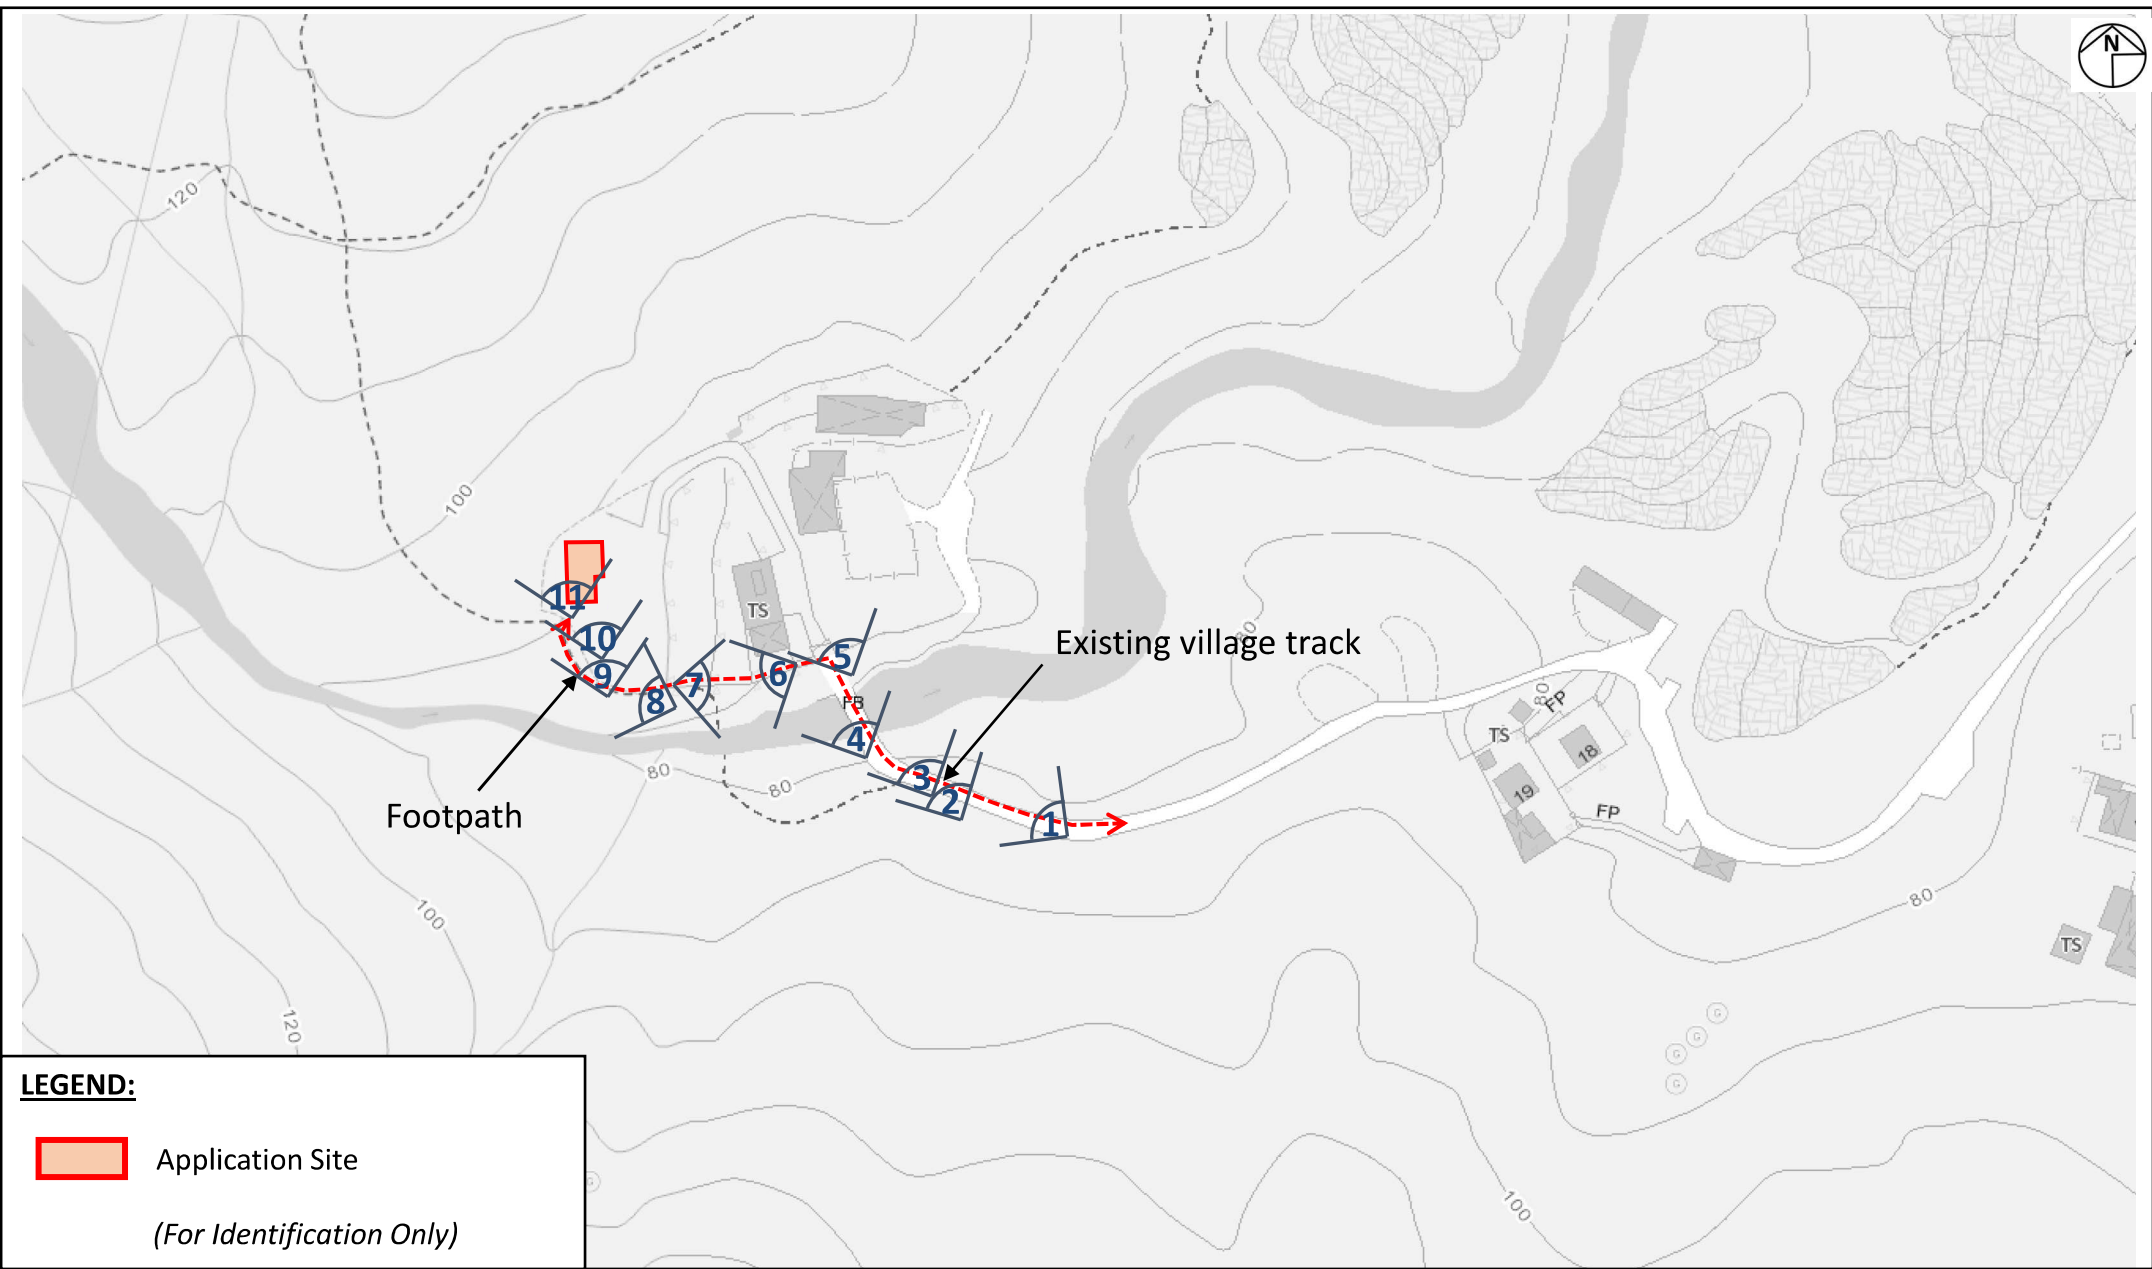 N
120
100
11
10
9
8
7
6
5
TS
FB
4
3
2
1
Existing village track
80
Footpath
80
80
80
FP
TS
18
19
FP
80
TS
100
120
G
G
G
G
G
100
LEGEND:
Application Site
(For Identification Only)